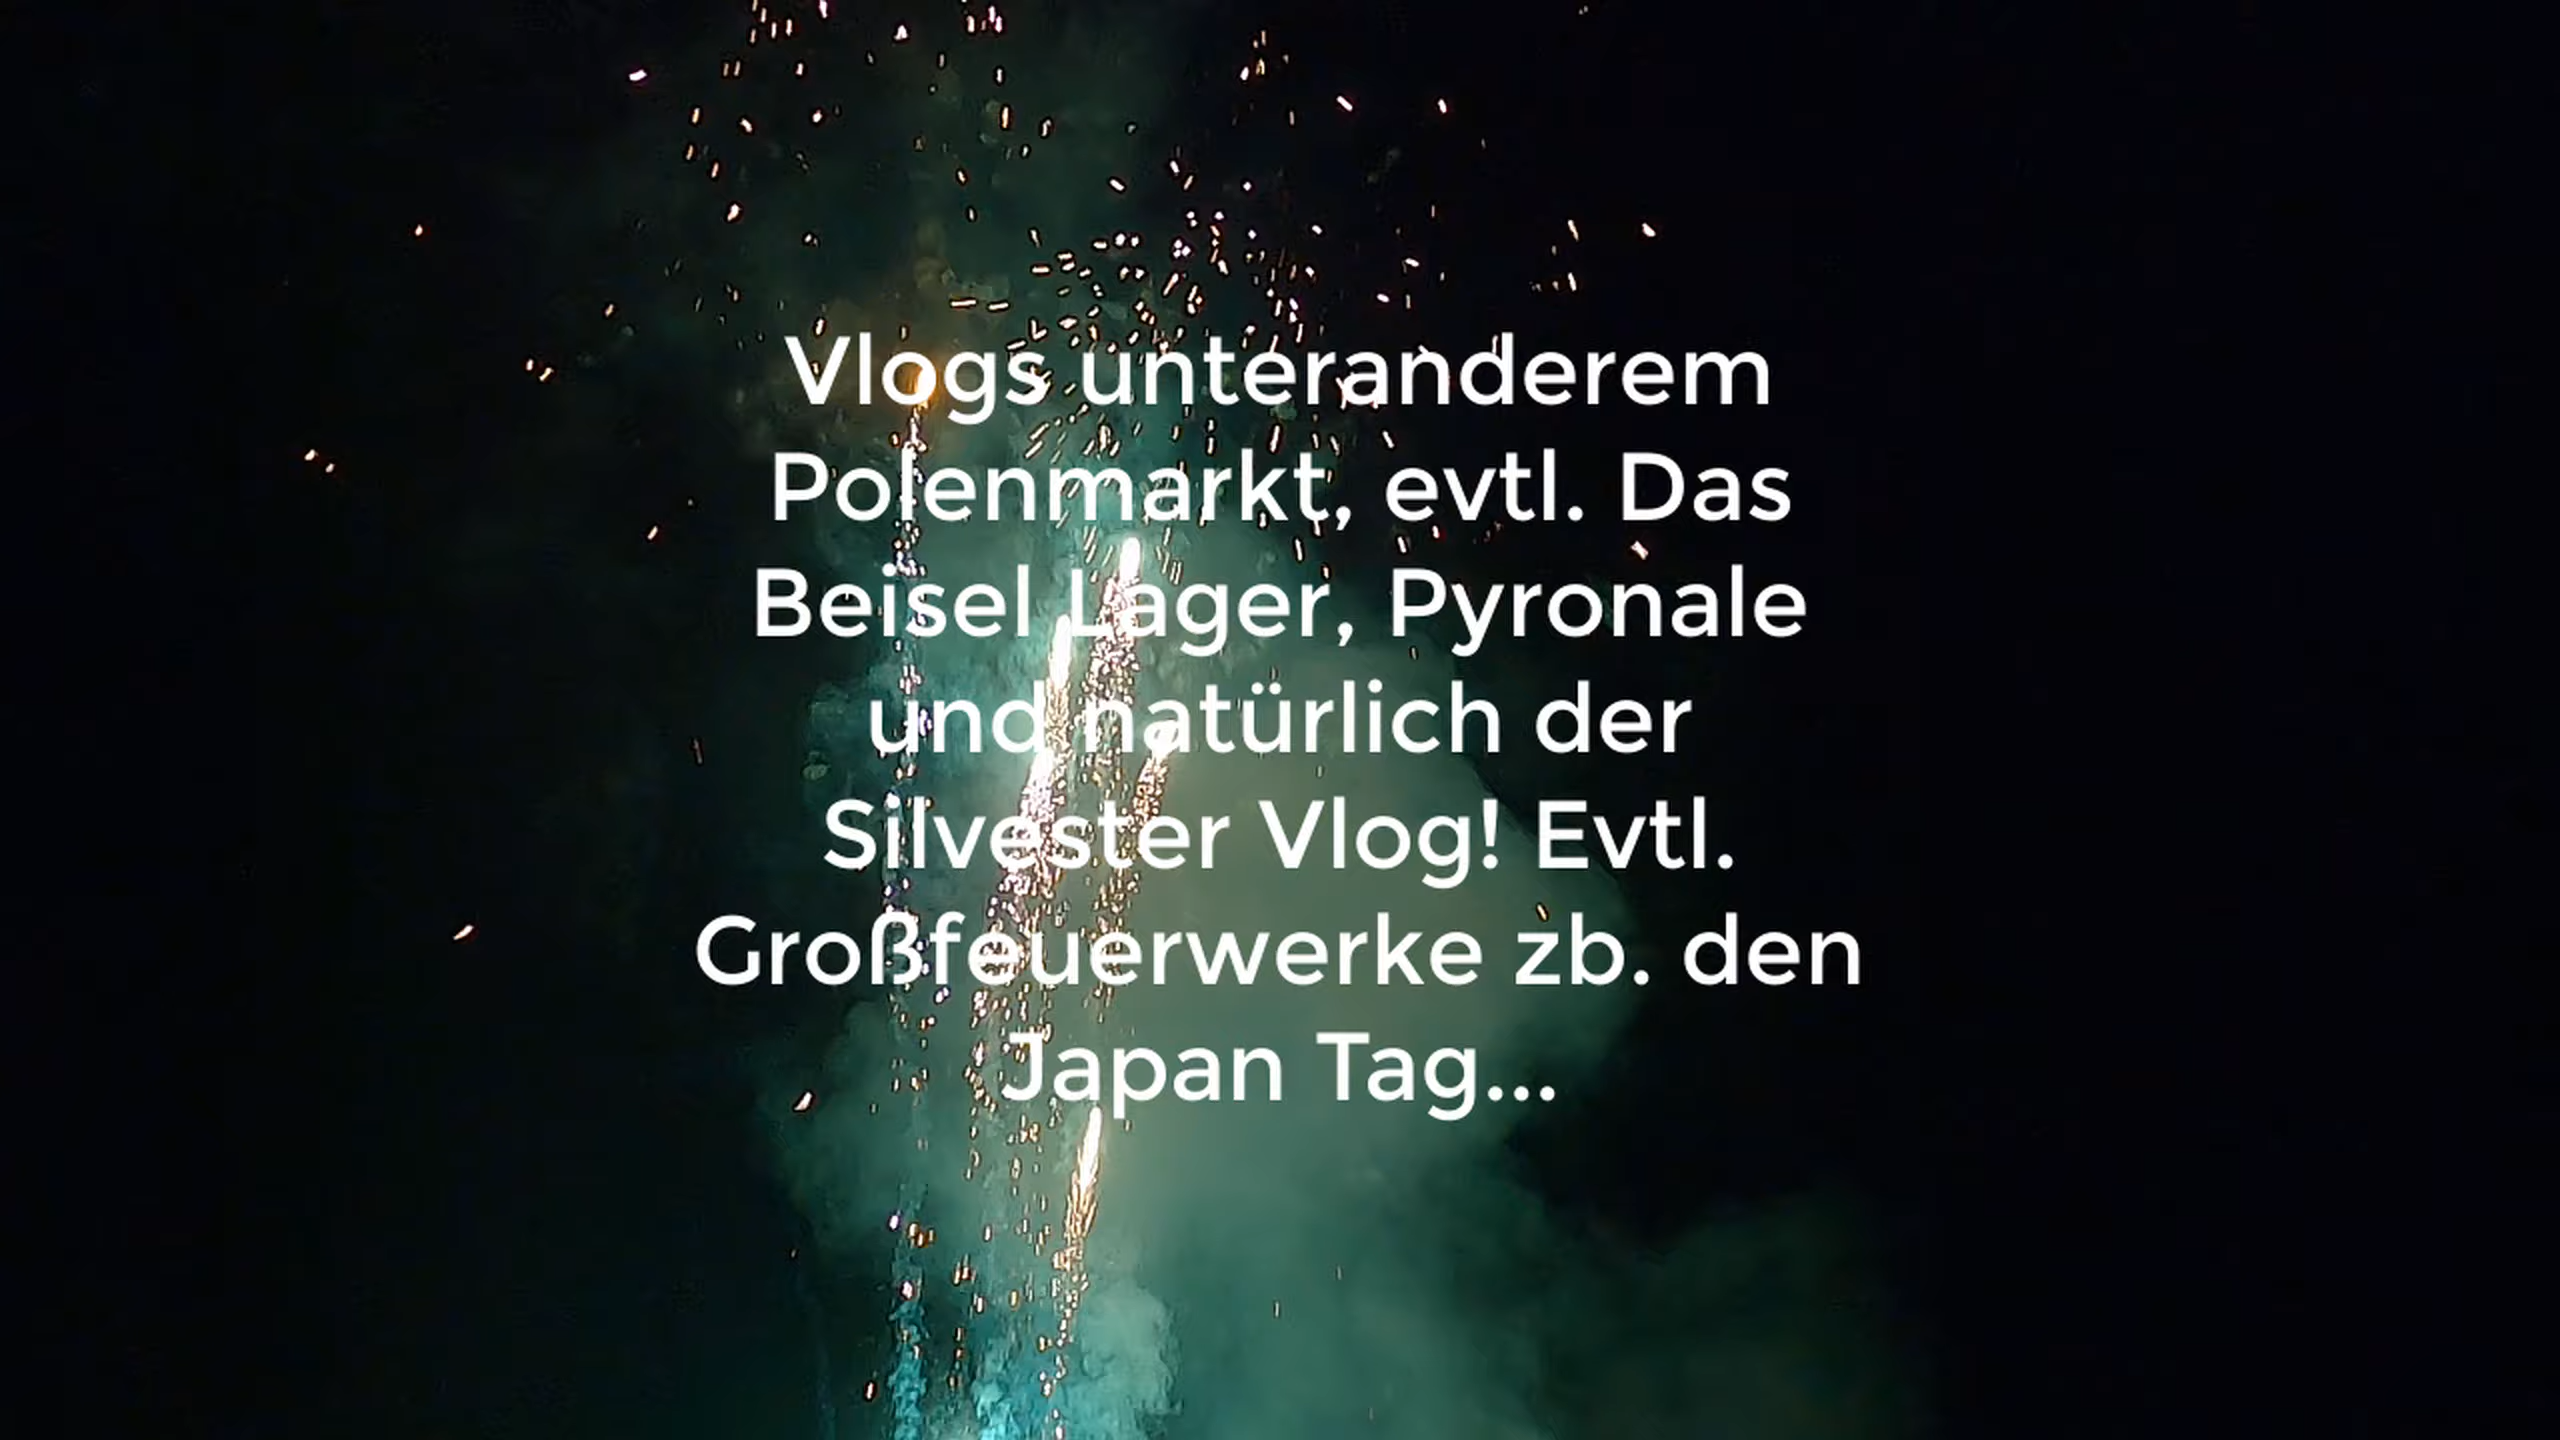 Vlogs unteranderem
Polenmarkt, evtl. Das
Beisel Lager, Pyronale
und natürlich der
Silvester Vlog! Evtl.
Großfeuerwerke zb. den
Japan Tag...